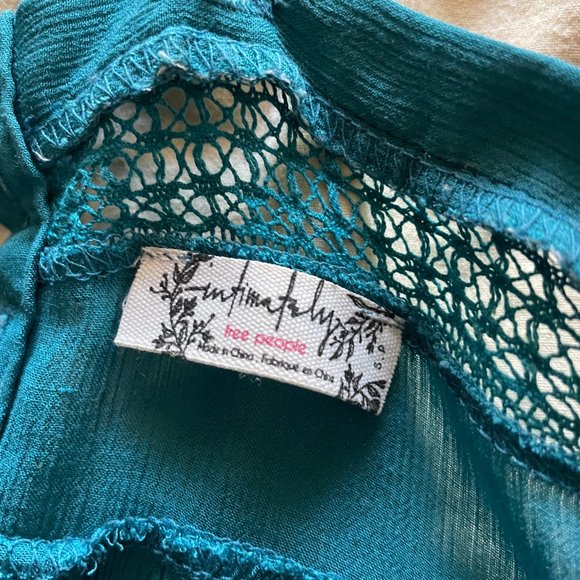 intimately
free people
Made in China . Fabriqué en Chine